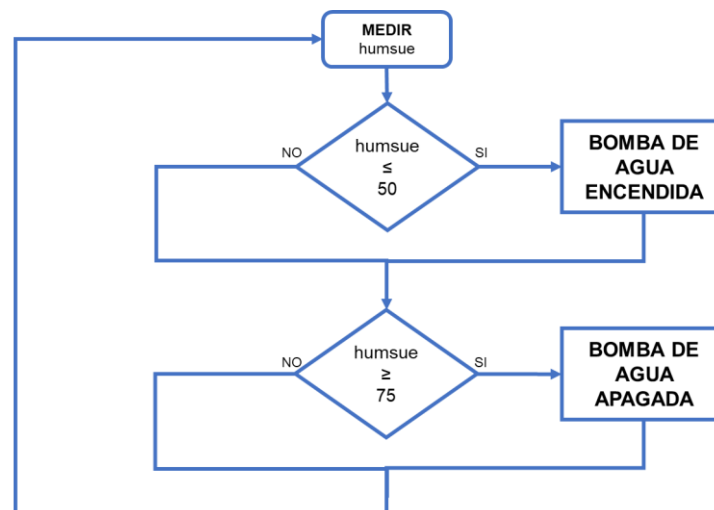 MEDIR
humsue
NO
humsue
≤
50
SI
BOMBA DE
AGUA
ENCENDIDA
NO
humsue
≥
75
SI
BOMBA DE
AGUA
APAGADA